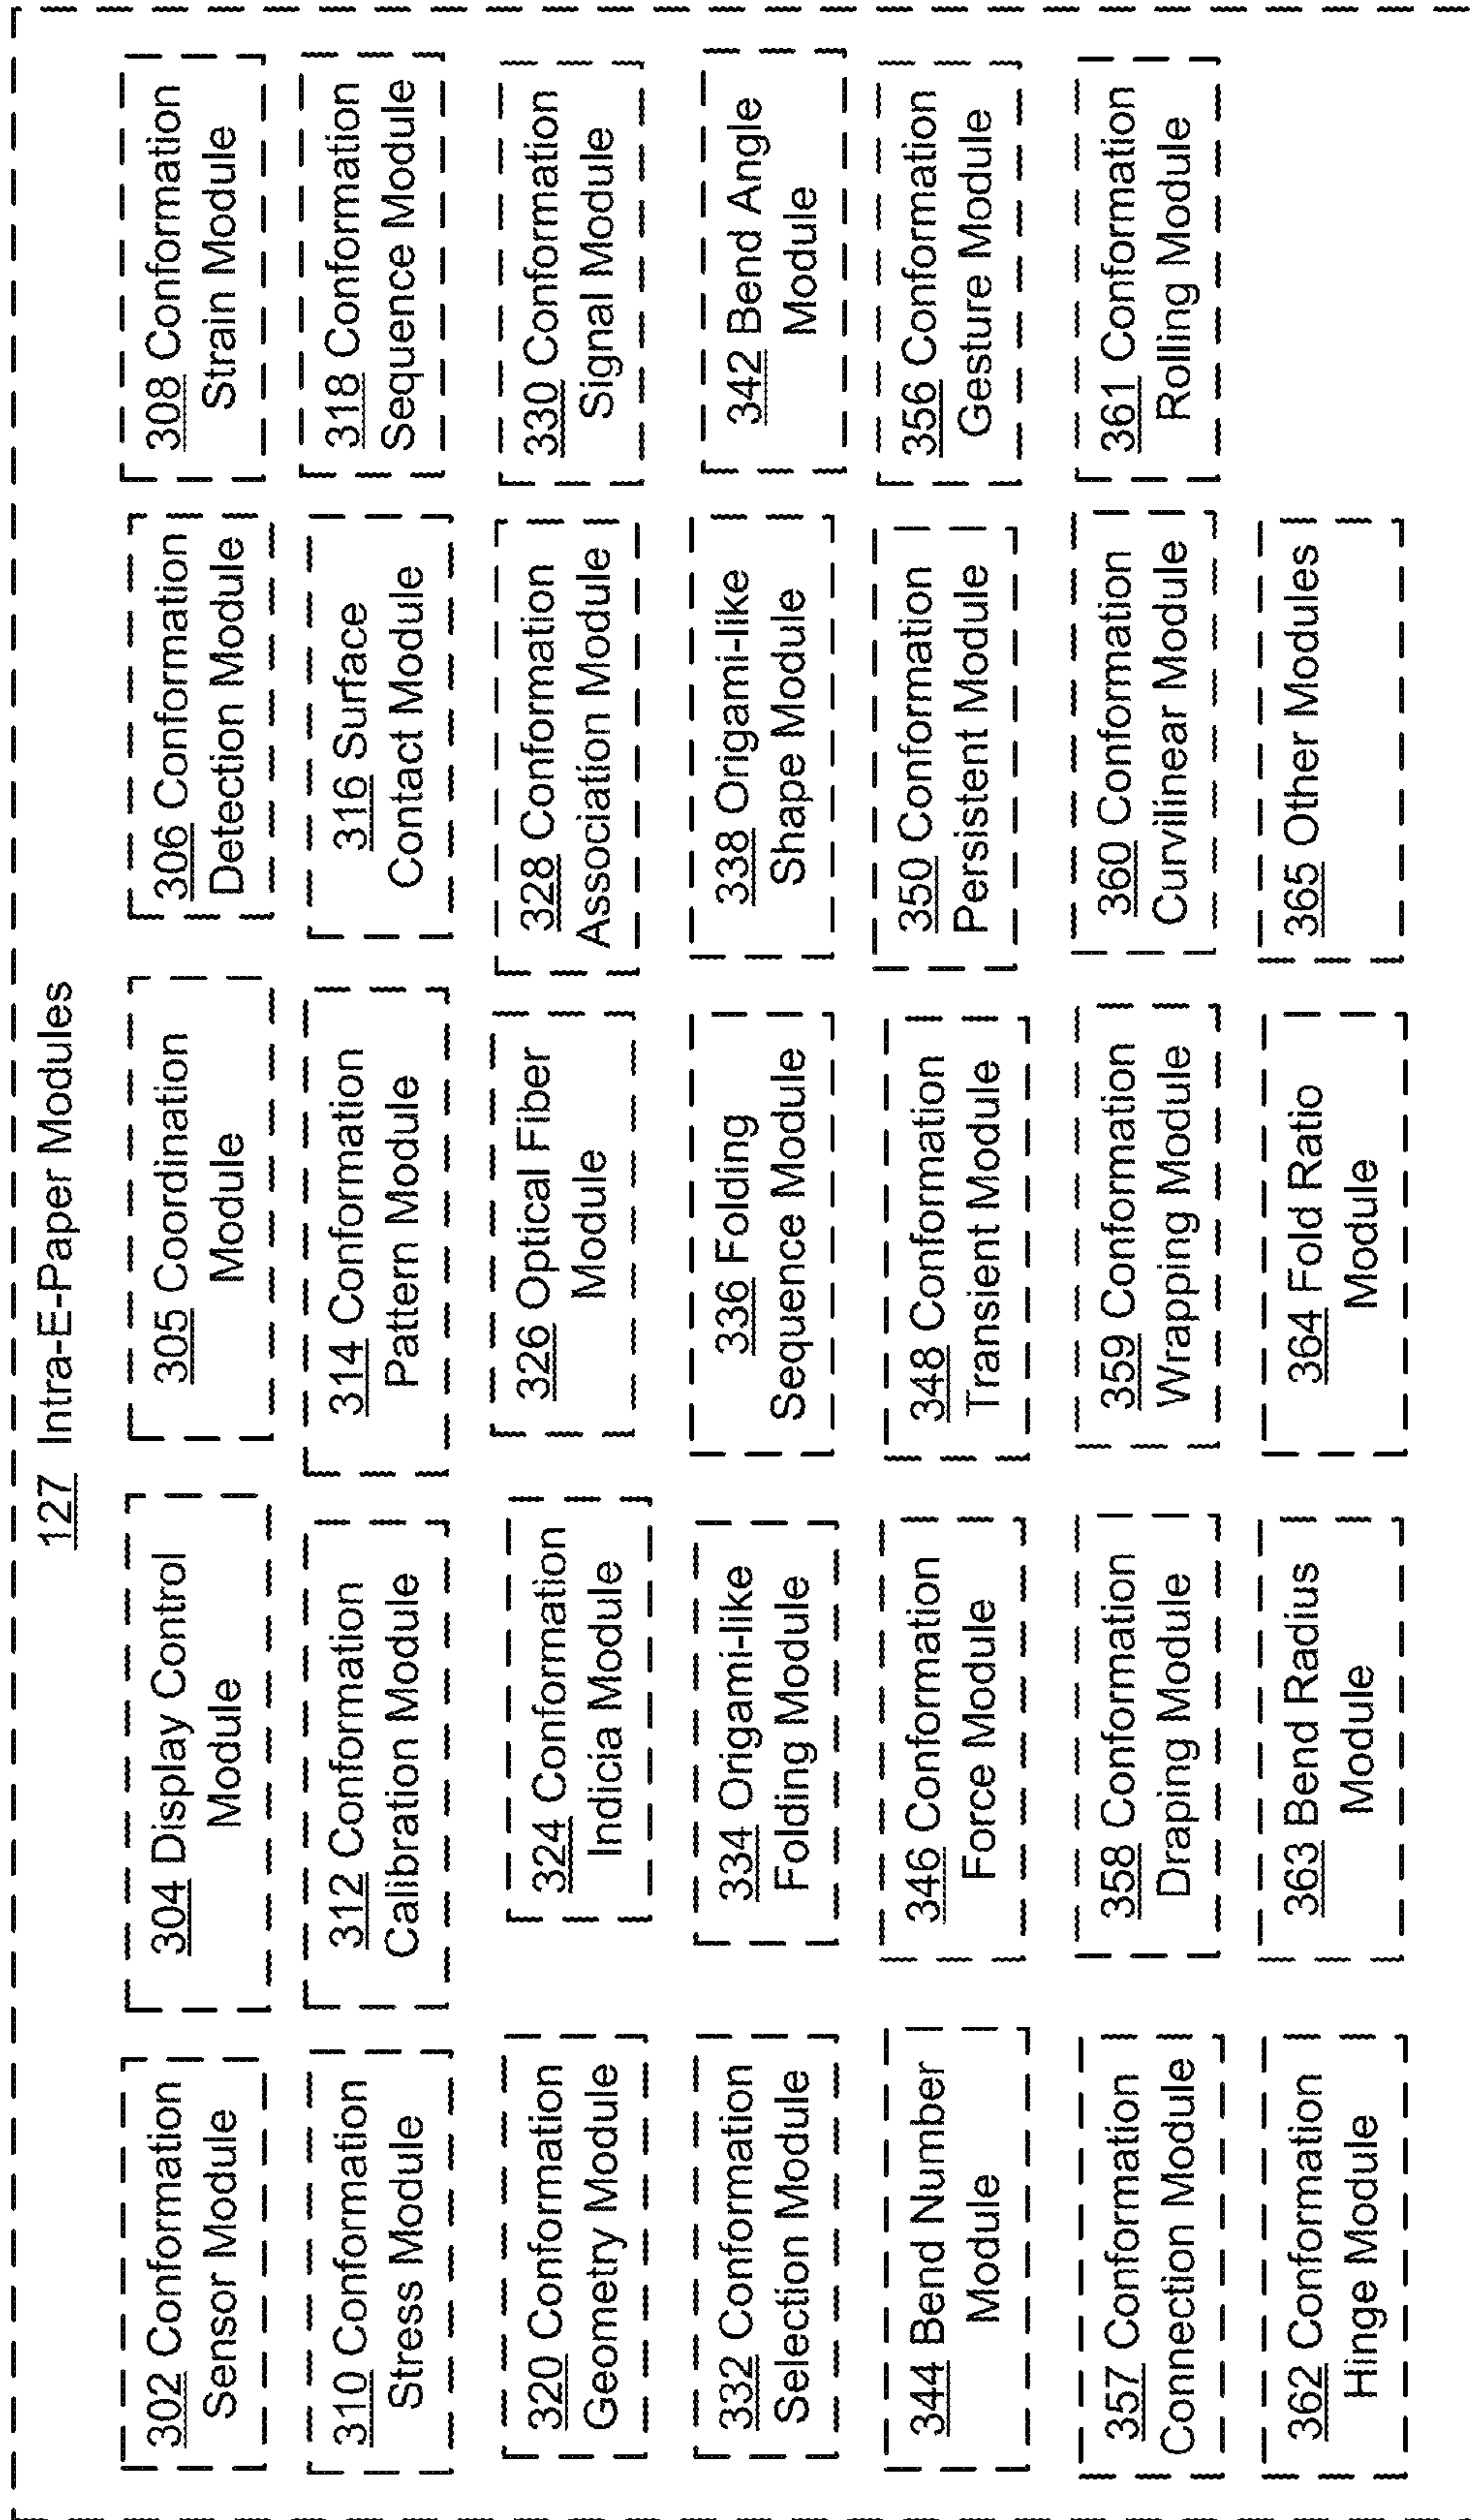 127 Intra-E-Paper Modules
302 Conformation
Sensor Module
304 Display Control
Module
305 Coordination
Module
306 Conformation
Detection Module
308 Conformation
Strain Module
310 Conformation
Stress Module
312 Conformation
Calibration Module
314 Conformation
Pattern Module
316 Surface
Contact Module
318 Conformation
Sequence Module
320 Conformation
Geometry Module
324 Conformation
Indicia Module
326 Optical Fiber
Module
328 Conformation
Association Module
330 Conformation
Signal Module
332 Conformation
Selection Module
334 Origami-like
Folding Module
336 Folding
Sequence Module
338 Origami-like
Shape Module
342 Bend Angle
Module
344 Bend Number
Module
346 Conformation
Force Module
348 Conformation
Transient Module
350 Conformation
Persistent Module
356 Conformation
Gesture Module
357 Conformation
Connection Module
358 Conformation
Draping Module
359 Conformation
Wrapping Module
360 Conformation
Curvilinear Module
361 Conformation
Rolling Module
362 Conformation
Hinge Module
363 Bend Radius
Module
364 Fold Ratio
Module
365 Other Modules